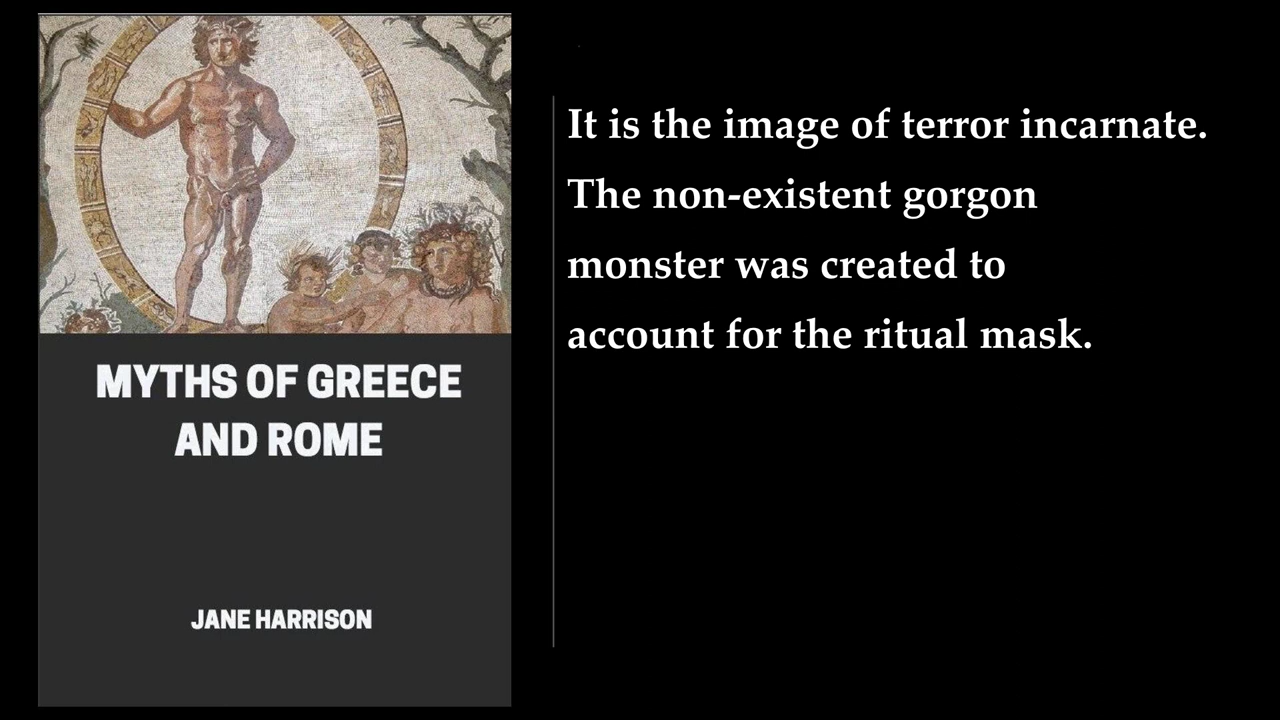 MYTHS OF GREECE
AND ROME
JANE HARRISON
It is the image of terror incarnate.
The non-existent gorgon
monster was created to
account for the ritual mask.